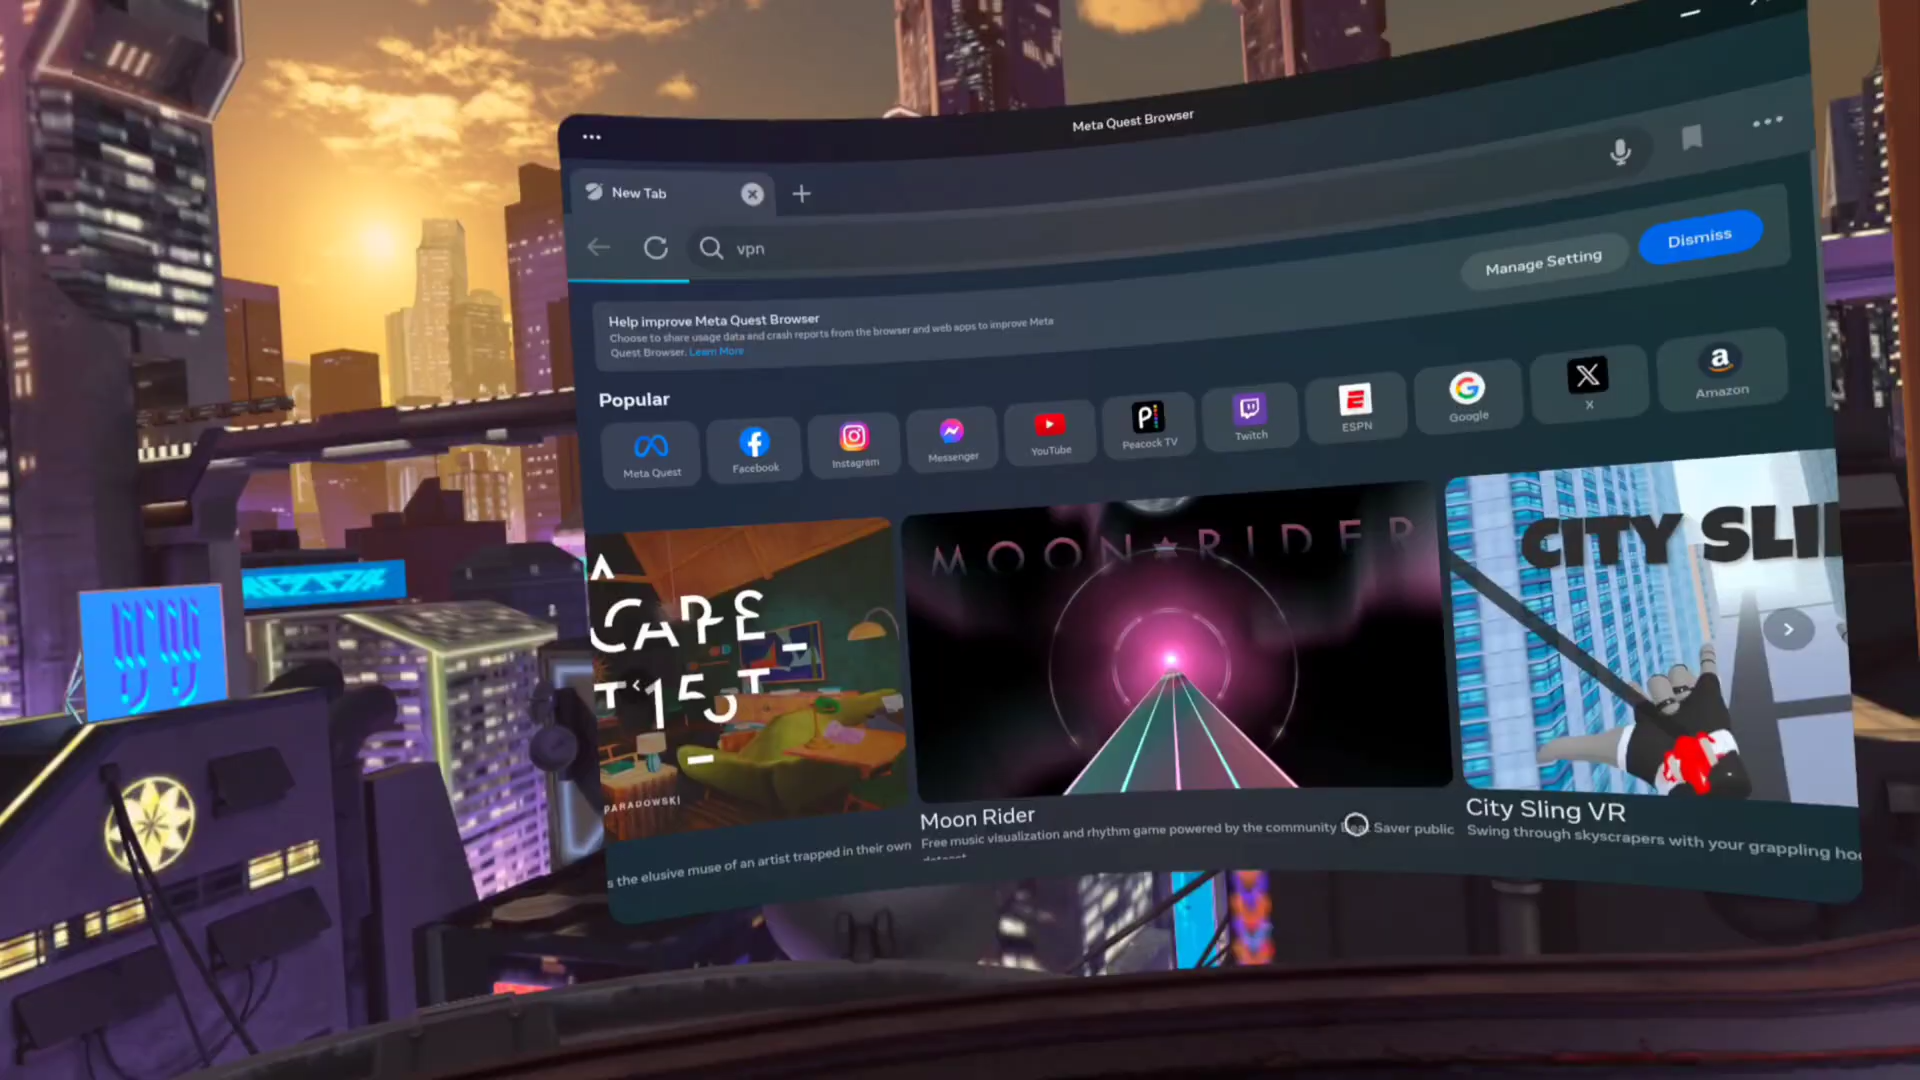 Meta Quest Browser
New Tab
vpn
Manage Setting
Dismiss
Help improve Meta Quest Browser
Choose to share usage data and crash reports from the browser and web apps to improve Meta
Quest Browser. Learn More
Popular
Meta Quest
Facebook
Instagram
Messenger
YouTube
Peacock TV
Twitch
ESPN
Google
X
Amazon
PARADOWSKI
s the elusive muse of an artist trapped in their own
MOON RIDER
Moon Rider
Free music visualization and rhythm game powered by the community Beat Saver public
CITY SLI
City Sling VR
Swing through skyscrapers with your grappling hoo